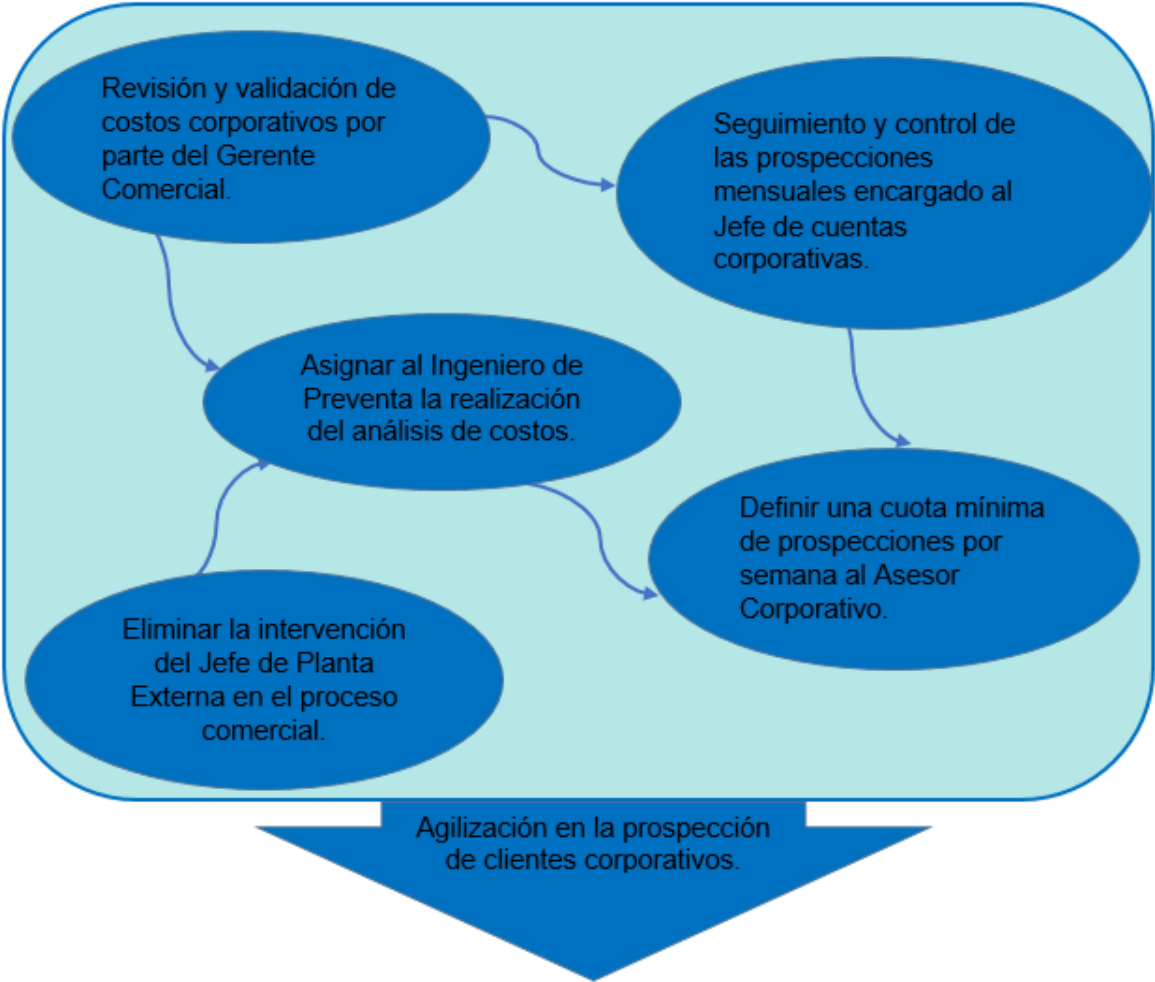 Revisión y validación de
costos corporativos por
parte del Gerente
Comercial.
Seguimiento y control de
las prospecciones
mensuales encargado al
Jefe de cuentas
corporativas.
Asignar al Ingeniero de
Preventa la realización
del análisis de costos.
Definir una cuota mínima
de prospecciones por
semana al Asesor
Corporativo.
Eliminar la intervención
del Jefe de Planta
Externa en el proceso
comercial.
Agilización en la prospección
de clientes corporativos.